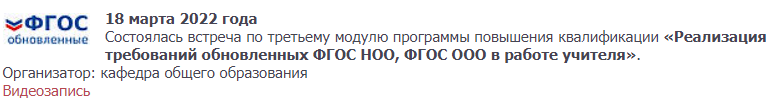 ФГОС
обновленные
18 марта 2022 года
Состоялась встреча по третьему модулю программы повышения квалификации «Реализация
требований обновленных ФГОС НОО, ФГОС ООО в работе учителя».
Организатор: кафедра общего образования
Видеозапись